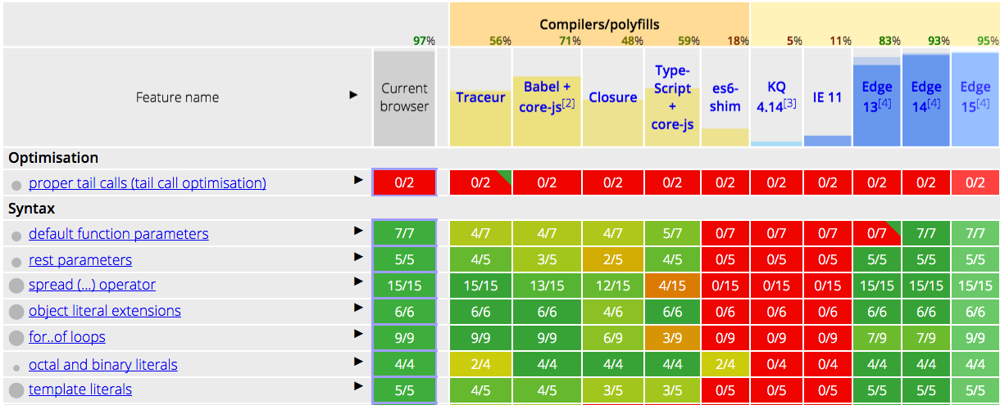 Compilers/polyfills
97% 56% 71% 48% 59% 18% 5% 11% 83% 93% 95%
Feature name ▶ Current browser Traceur Babel + core-js[2] Closure Type-Script + core-js es6-shim KQ 4.14[3] IE 11 Edge 13[4] Edge 14[4] Edge 15[4]
Optimisation
proper tail calls (tail call optimisation) ▶ 0/2 0/2 0/2 0/2 0/2 0/2 0/2 0/2 0/2 0/2 0/2
Syntax
default function parameters ▶ 7/7 4/7 4/7 4/7 5/7 0/7 0/7 0/7 0/7 7/7 7/7
rest parameters ▶ 5/5 4/5 3/5 2/5 4/5 0/5 0/5 0/5 5/5 5/5 5/5
spread (...) operator ▶ 15/15 15/15 13/15 12/15 4/15 0/15 0/15 0/15 15/15 15/15 15/15
object literal extensions ▶ 6/6 6/6 6/6 4/6 6/6 0/6 0/6 0/6 6/6 6/6 6/6
for..of loops ▶ 9/9 9/9 9/9 6/9 3/9 0/9 0/9 0/9 7/9 7/9 9/9
octal and binary literals ▶ 4/4 2/4 4/4 4/4 4/4 2/4 0/4 0/4 4/4 4/4 4/4
template literals ▶ 5/5 4/5 4/5 3/5 3/5 0/5 0/5 0/5 5/5 5/5 5/5